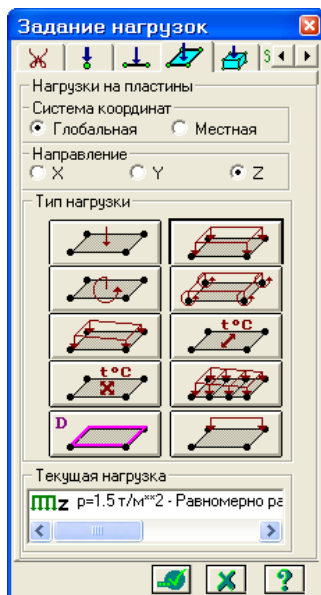 Задание нагрузок
S
Нагрузки на пластины
Система координат
Глобальная Местная
Направление
X Y Z
Тип нагрузки
t°C
t°C
D
Текущая нагрузка
z p=1.5 т/м**2 - Равномерно ра
?